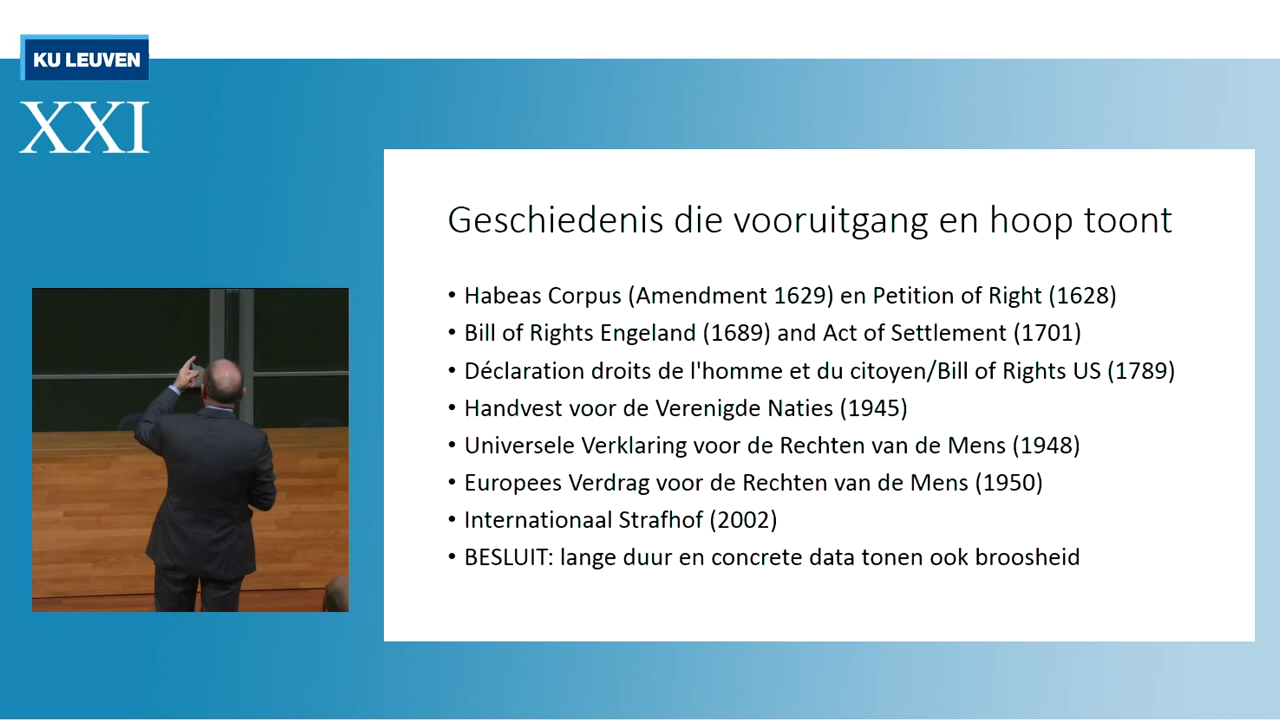 KU LEUVEN
XXI
Geschiedenis die vooruitgang en hoop toont
• Habeas Corpus (Amendment 1629) en Petition of Right (1628)
• Bill of Rights Engeland (1689) and Act of Settlement (1701)
• Déclaration droits de l'homme et du citoyen/Bill of Rights US (1789)
• Handvest voor de Verenigde Naties (1945)
• Universele Verklaring voor de Rechten van de Mens (1948)
• Europees Verdrag voor de Rechten van de Mens (1950)
• Internationaal Strafhof (2002)
• BESLUIT: lange duur en concrete data tonen ook broosheid